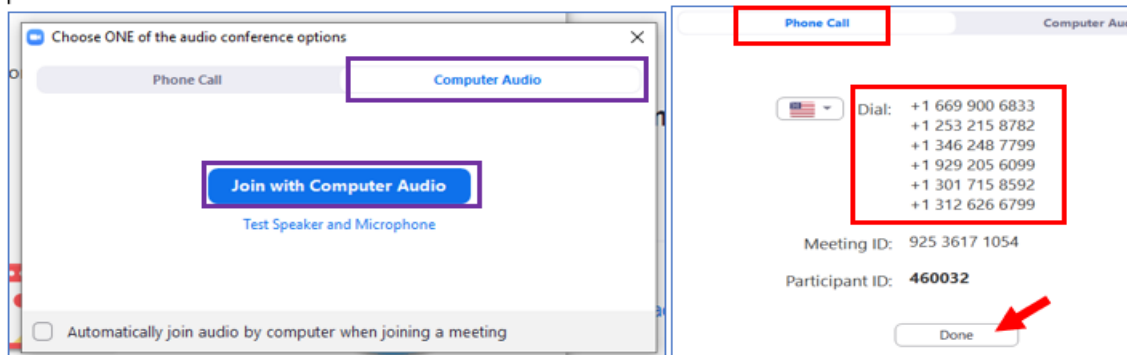 Choose ONE of the audio conference options
Phone Call
Computer Audio
Join with Computer Audio
Test Speaker and Microphone
Automatically join audio by computer when joining a meeting
Phone Call
Computer
Dial:
+1 669 900 6833
+1 253 215 8782
+1 346 248 7799
+1 929 205 6099
+1 301 715 8592
+1 312 626 6799
Meeting ID: 925 3617 1054
Participant ID: 460032
Done